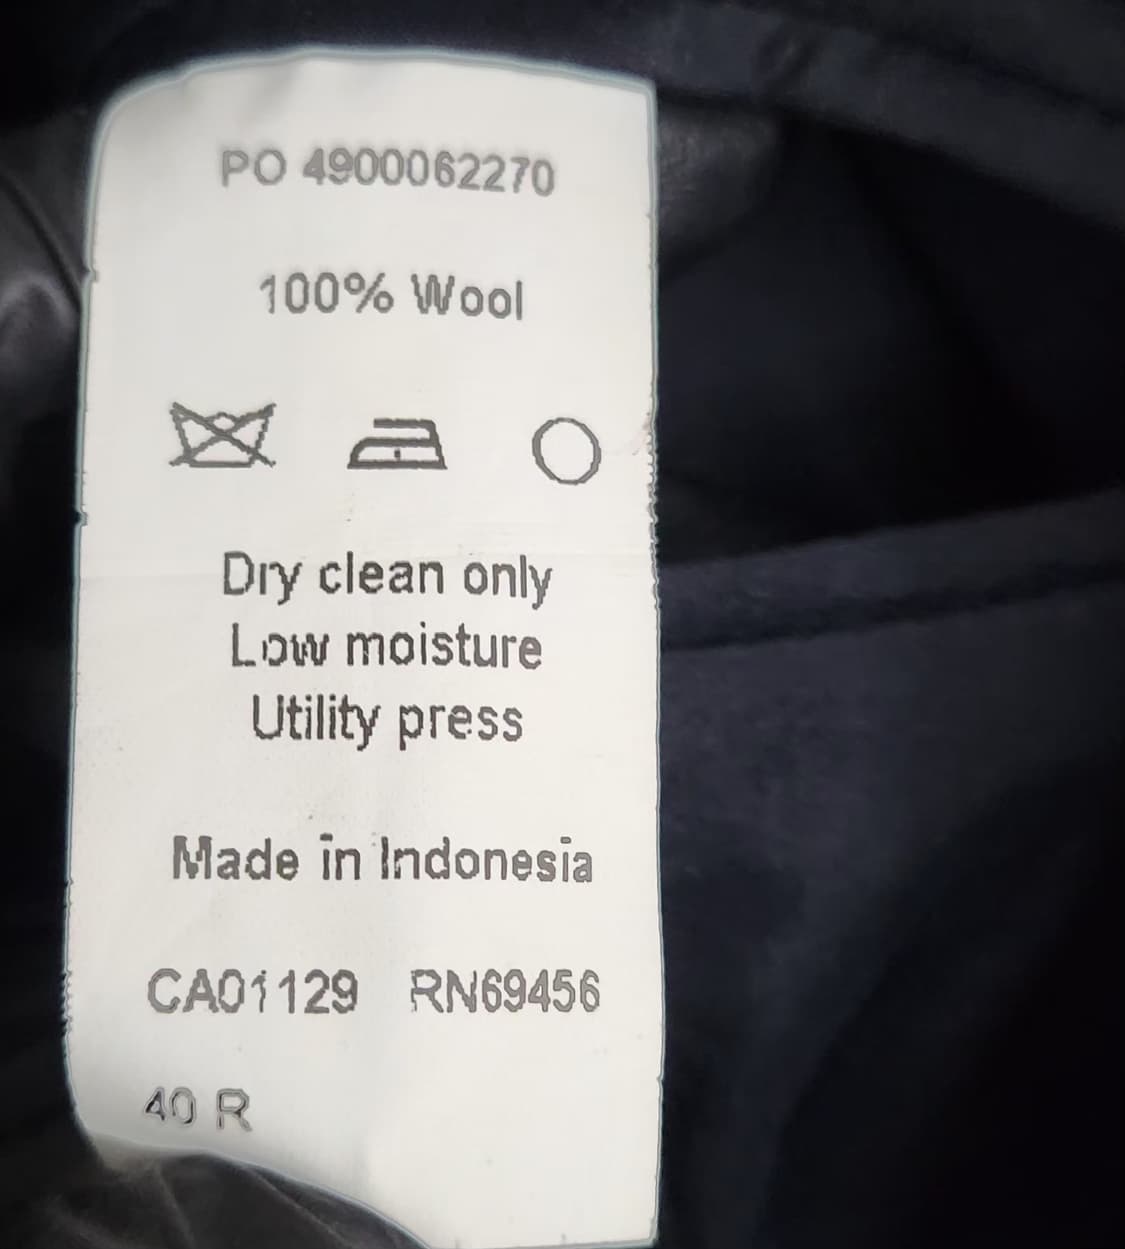 PO 4900062270
100% Wool
Dry clean only
Low moisture
Utility press
Made in Indonesia
CA01129 RN69456
40 R